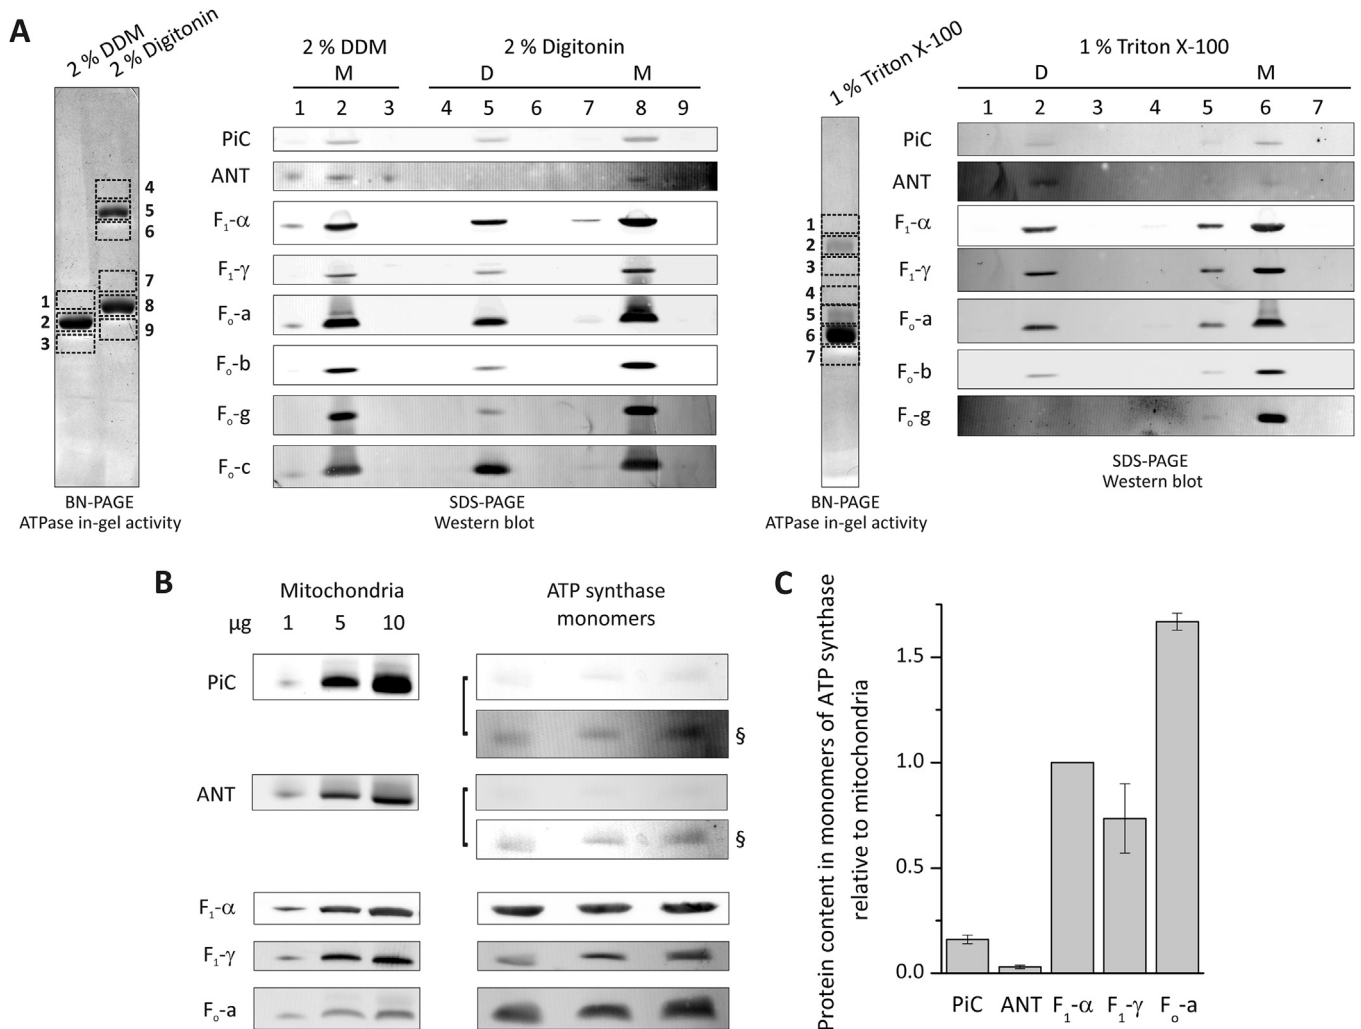 A
2 % DDM
2 % Digitonin
4
5
6
7
1
8
2
9
3
BN-PAGE
ATPase in-gel activity
2 % DDM
2 % Digitonin
M
D
M
1 2 3 4 5 6 7 8 9
PiC
ANT
F₁-α
F₁-γ
Fₒ-a
Fₒ-b
Fₒ-g
Fₒ-c
SDS-PAGE
Western blot
1 % Triton X-100
1
2
3
4
5
6
7
BN-PAGE
ATPase in-gel activity
1 % Triton X-100
D
M
1 2 3 4 5 6 7
PiC
ANT
F₁-α
F₁-γ
Fₒ-a
Fₒ-b
Fₒ-g
SDS-PAGE
Western blot
B
Mitochondria
µg 1 5 10
ATP synthase
monomers
PiC
§
ANT
§
F₁-α
F₁-γ
Fₒ-a
C
Protein content in monomers of ATP synthase
relative to mitochondria
1.5
1.0
0.5
0.0
PiC ANT F₁-α F₁-γ Fₒ-a